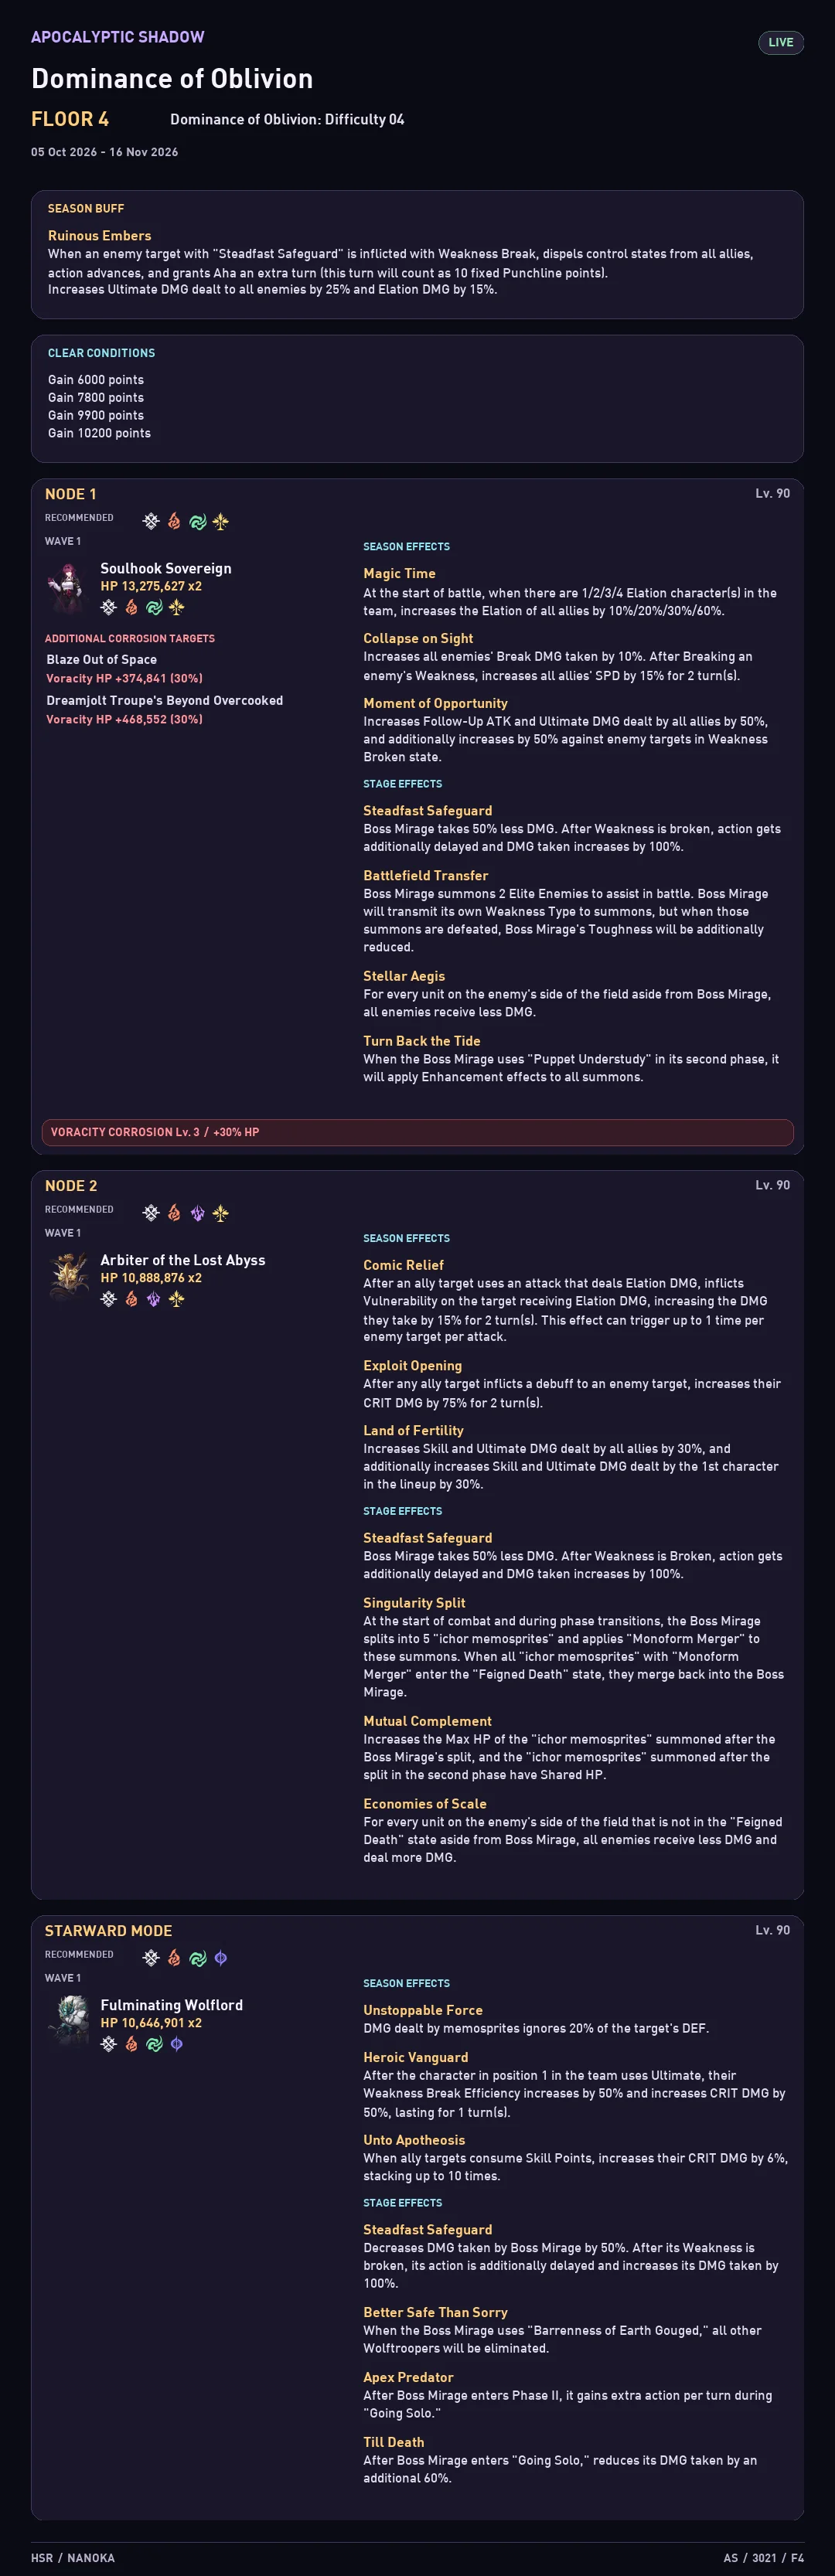 APOCALYPTIC SHADOW
LIVE
Dominance of Oblivion
FLOOR 4
Dominance of Oblivion: Difficulty 04
05 Oct 2026 - 16 Nov 2026
SEASON BUFF
Ruinous Embers
When an enemy target with "Steadfast Safeguard" is inflicted with Weakness Break, dispels control states from all allies,
action advances, and grants Aha an extra turn (this turn will count as 10 fixed Punchline points).
Increases Ultimate DMG dealt to all enemies by 25% and Elation DMG by 15%.
CLEAR CONDITIONS
Gain 6000 points
Gain 7800 points
Gain 9900 points
Gain 10200 points
NODE 1
Lv. 90
RECOMMENDED
WAVE 1
Soulhook Sovereign
HP 13,275,627 x2
ADDITIONAL CORROSION TARGETS
Blaze Out of Space
Voracity HP +374,841 (30%)
Dreamjolt Troupe's Beyond Overcooked
Voracity HP +468,552 (30%)
SEASON EFFECTS
Magic Time
At the start of battle, when there are 1/2/3/4 Elation character(s) in the
team, increases the Elation of all allies by 10%/20%/30%/60%.
Collapse on Sight
Increases all enemies' Break DMG taken by 10%. After Breaking an
enemy's Weakness, increases all allies' SPD by 15% for 2 turn(s).
Moment of Opportunity
Increases Follow-Up ATK and Ultimate DMG dealt by all allies by 50%,
and additionally increases by 50% against enemy targets in Weakness
Broken state.
STAGE EFFECTS
Steadfast Safeguard
Boss Mirage takes 50% less DMG. After Weakness is broken, action gets
additionally delayed and DMG taken increases by 100%.
Battlefield Transfer
Boss Mirage summons 2 Elite Enemies to assist in battle. Boss Mirage
will transmit its own Weakness Type to summons, but when those
summons are defeated, Boss Mirage's Toughness will be additionally
reduced.
Stellar Aegis
For every unit on the enemy's side of the field aside from Boss Mirage,
all enemies receive less DMG.
Turn Back the Tide
When the Boss Mirage uses "Puppet Understudy" in its second phase, it
will apply Enhancement effects to all summons.
VORACITY CORROSION Lv. 3 / +30% HP
NODE 2
Lv. 90
RECOMMENDED
WAVE 1
Arbiter of the Lost Abyss
HP 10,888,876 x2
SEASON EFFECTS
Comic Relief
After an ally target uses an attack that deals Elation DMG, inflicts
Vulnerability on the target receiving Elation DMG, increasing the DMG
they take by 15% for 2 turn(s). This effect can trigger up to 1 time per
enemy target per attack.
Exploit Opening
After any ally target inflicts a debuff to an enemy target, increases their
CRIT DMG by 75% for 2 turn(s).
Land of Fertility
Increases Skill and Ultimate DMG dealt by all allies by 30%, and
additionally increases Skill and Ultimate DMG dealt by the 1st character
in the lineup by 30%.
STAGE EFFECTS
Steadfast Safeguard
Boss Mirage takes 50% less DMG. After Weakness is Broken, action gets
additionally delayed and DMG taken increases by 100%.
Singularity Split
At the start of combat and during phase transitions, the Boss Mirage
splits into 5 "ichor memosprites" and applies "Monoform Merger" to
these summons. When all "ichor memosprites" with "Monoform
Merger" enter the "Feigned Death" state, they merge back into the Boss
Mirage.
Mutual Complement
Increases the Max HP of the "ichor memosprites" summoned after the
Boss Mirage's split, and the "ichor memosprites" summoned after the
split in the second phase have Shared HP.
Economies of Scale
For every unit on the enemy's side of the field that is not in the "Feigned
Death" state aside from Boss Mirage, all enemies receive less DMG and
deal more DMG.
STARWARD MODE
Lv. 90
RECOMMENDED
WAVE 1
Fulminating Wolflord
HP 10,646,901 x2
SEASON EFFECTS
Unstoppable Force
DMG dealt by memosprites ignores 20% of the target's DEF.
Heroic Vanguard
After the character in position 1 in the team uses Ultimate, their
Weakness Break Efficiency increases by 50% and increases CRIT DMG by
50%, lasting for 1 turn(s).
Unto Apotheosis
When ally targets consume Skill Points, increases their CRIT DMG by 6%,
stacking up to 10 times.
STAGE EFFECTS
Steadfast Safeguard
Decreases DMG taken by Boss Mirage by 50%. After its Weakness is
broken, its action is additionally delayed and increases its DMG taken by
100%.
Better Safe Than Sorry
When the Boss Mirage uses "Barrenness of Earth Gouged," all other
Wolftroopers will be eliminated.
Apex Predator
After Boss Mirage enters Phase II, it gains extra action per turn during
"Going Solo."
Till Death
After Boss Mirage enters "Going Solo," reduces its DMG taken by an
additional 60%.
HSR / NANOKA
AS / 3021 / F4